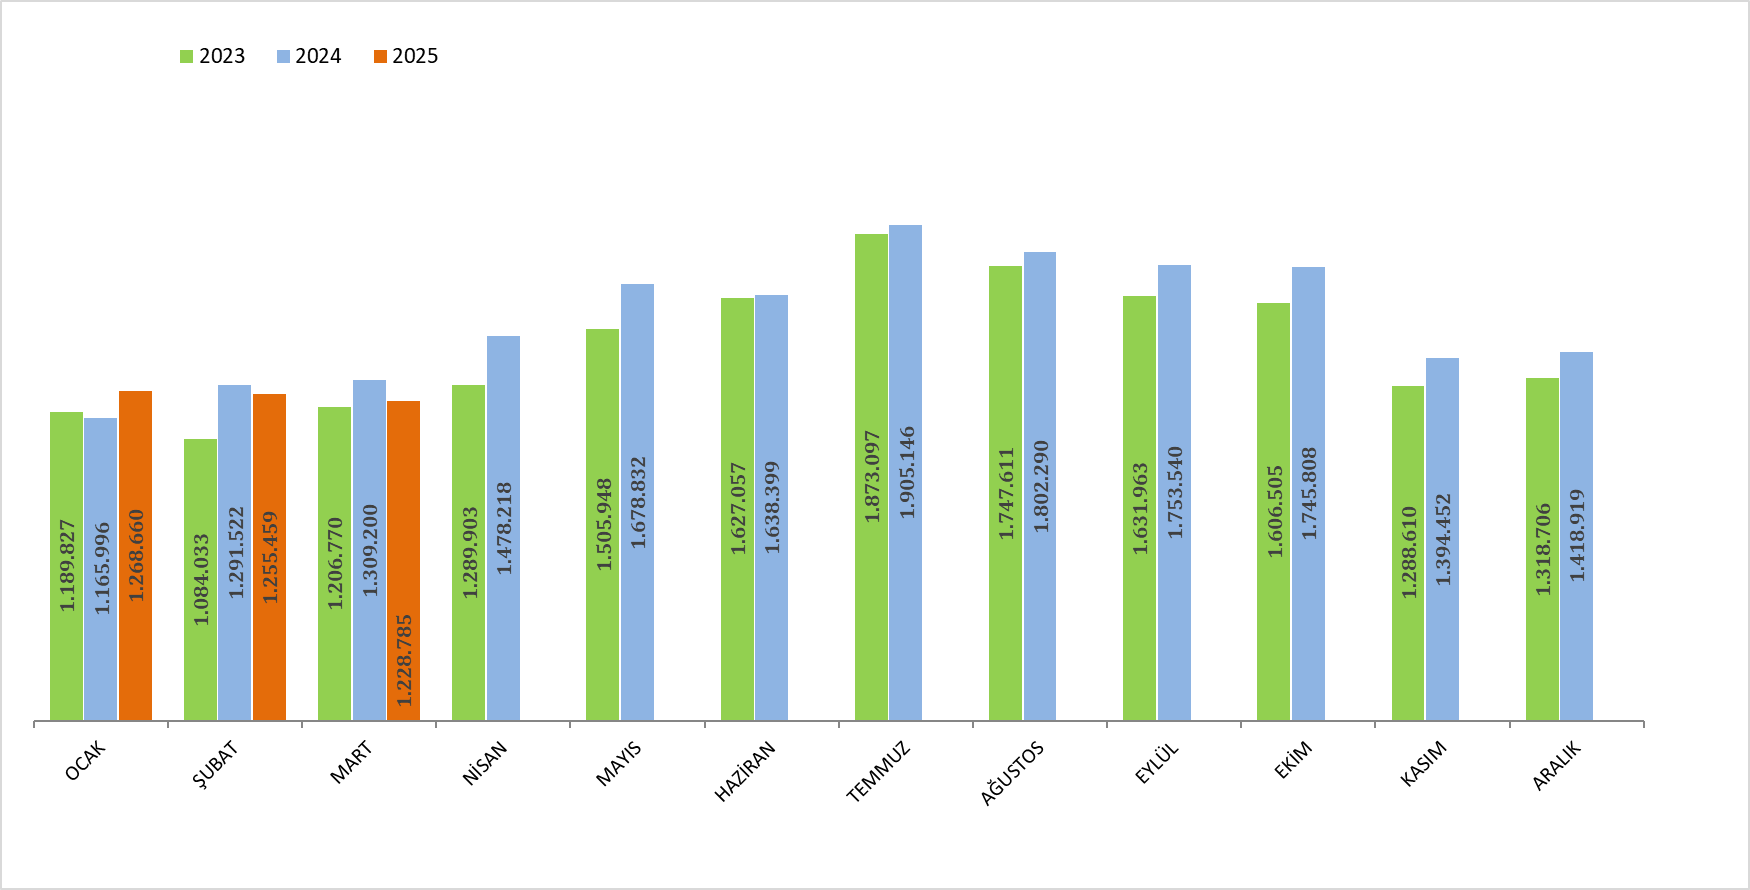 2023 2024 2025
1.189.827 1.165.996 1.268.660
1.084.033 1.291.522 1.255.459
1.206.770 1.309.200 1.228.785
1.289.903 1.478.218
1.505.948 1.678.832
1.627.057 1.638.399
1.873.097 1.905.146
1.747.611 1.802.290
1.631.963 1.753.540
1.606.505 1.745.808
1.288.610 1.394.452
1.318.706 1.418.919
OCAK
ŞUBAT
MART
NİSAN
MAYIS
HAZİRAN
TEMMUZ
AĞUSTOS
EYLÜL
EKİM
KASIM
ARALIK